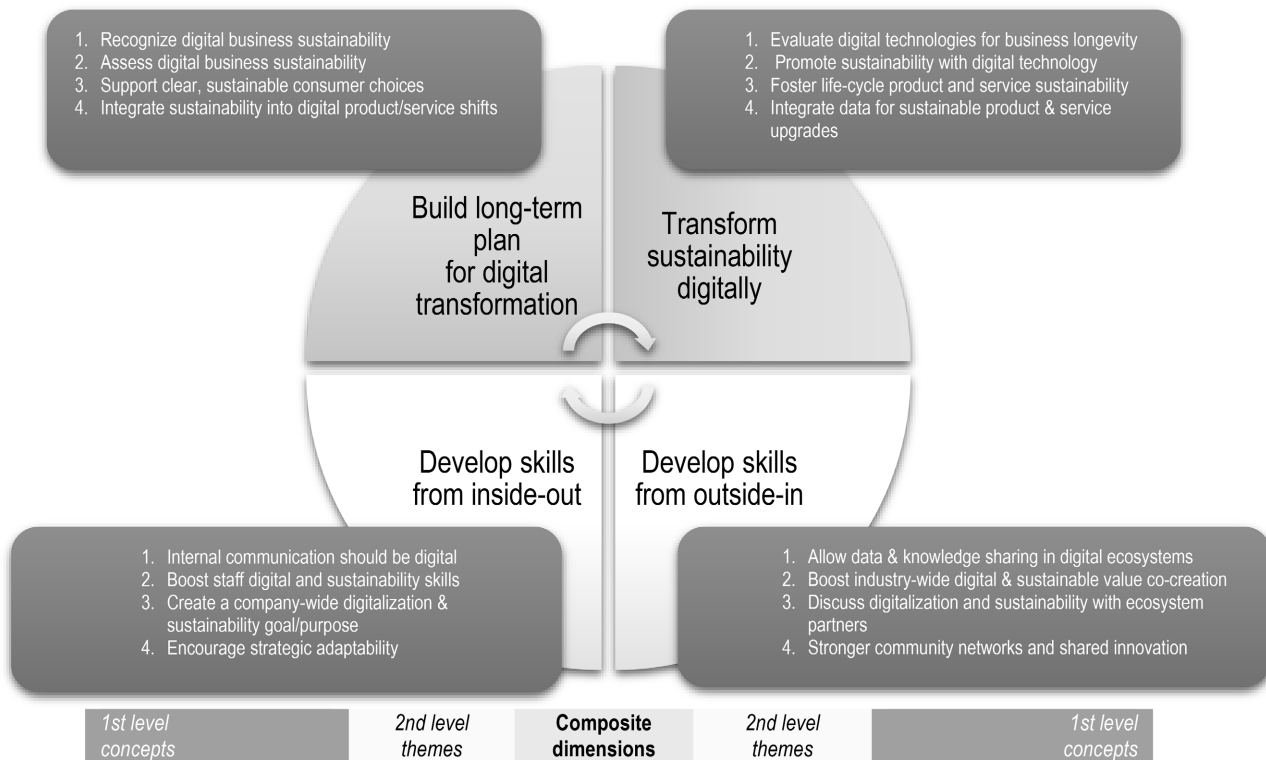 1. Recognize digital business sustainability
2. Assess digital business sustainability
3. Support clear, sustainable consumer choices
4. Integrate sustainability into digital product/service shifts
1. Evaluate digital technologies for business longevity
2. Promote sustainability with digital technology
3. Foster life-cycle product and service sustainability
4. Integrate data for sustainable product & service
upgrades
Build long-term
plan
for digital
transformation
Transform
sustainability
digitally
Develop skills
from inside-out
Develop skills
from outside-in
1. Internal communication should be digital
2. Boost staff digital and sustainability skills
3. Create a company-wide digitalization &
sustainability goal/purpose
4. Encourage strategic adaptability
1. Allow data & knowledge sharing in digital ecosystems
2. Boost industry-wide digital & sustainable value co-creation
3. Discuss digitalization and sustainability with ecosystem
partners
4. Stronger community networks and shared innovation
1st level
concepts
2nd level
themes
Composite
dimensions
2nd level
themes
1st level
concepts